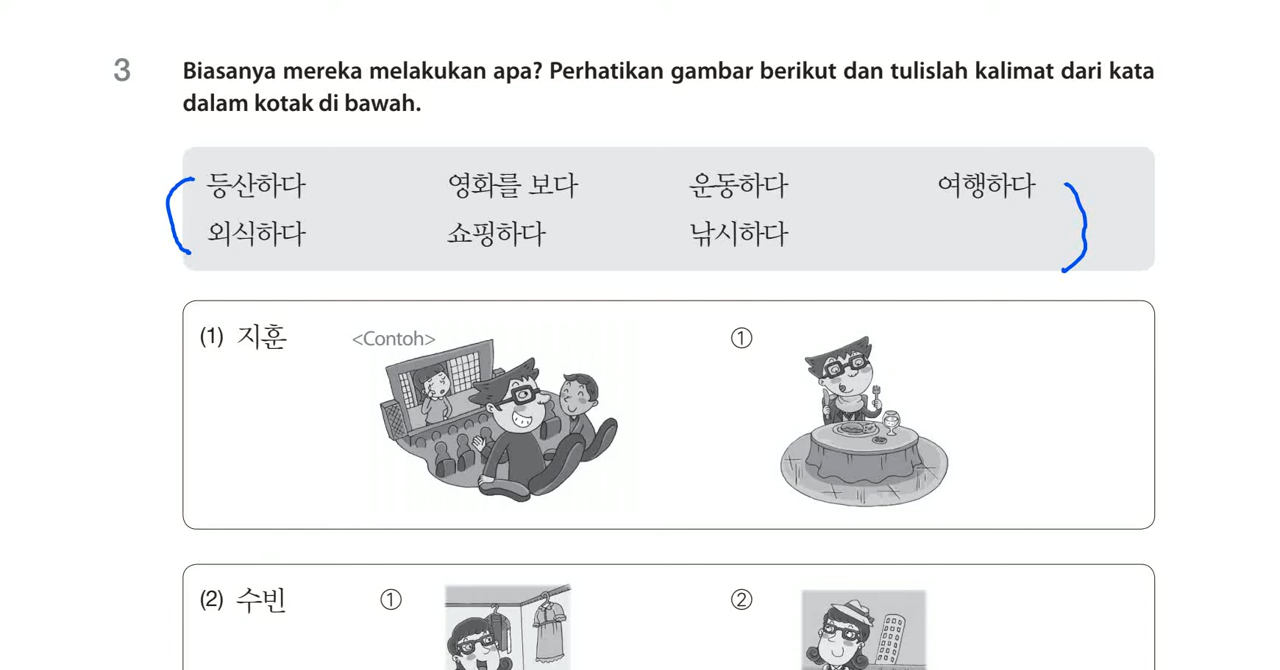 3 Biasanya mereka melakukan apa? Perhatikan gambar berikut dan tulislah kalimat dari kata
dalam kotak di bawah.
등산하다 영화를 보다 운동하다 여행하다
외식하다 쇼핑하다 낚시하다
(1) 지훈 <Contoh> ①
(2) 수빈 ① ②